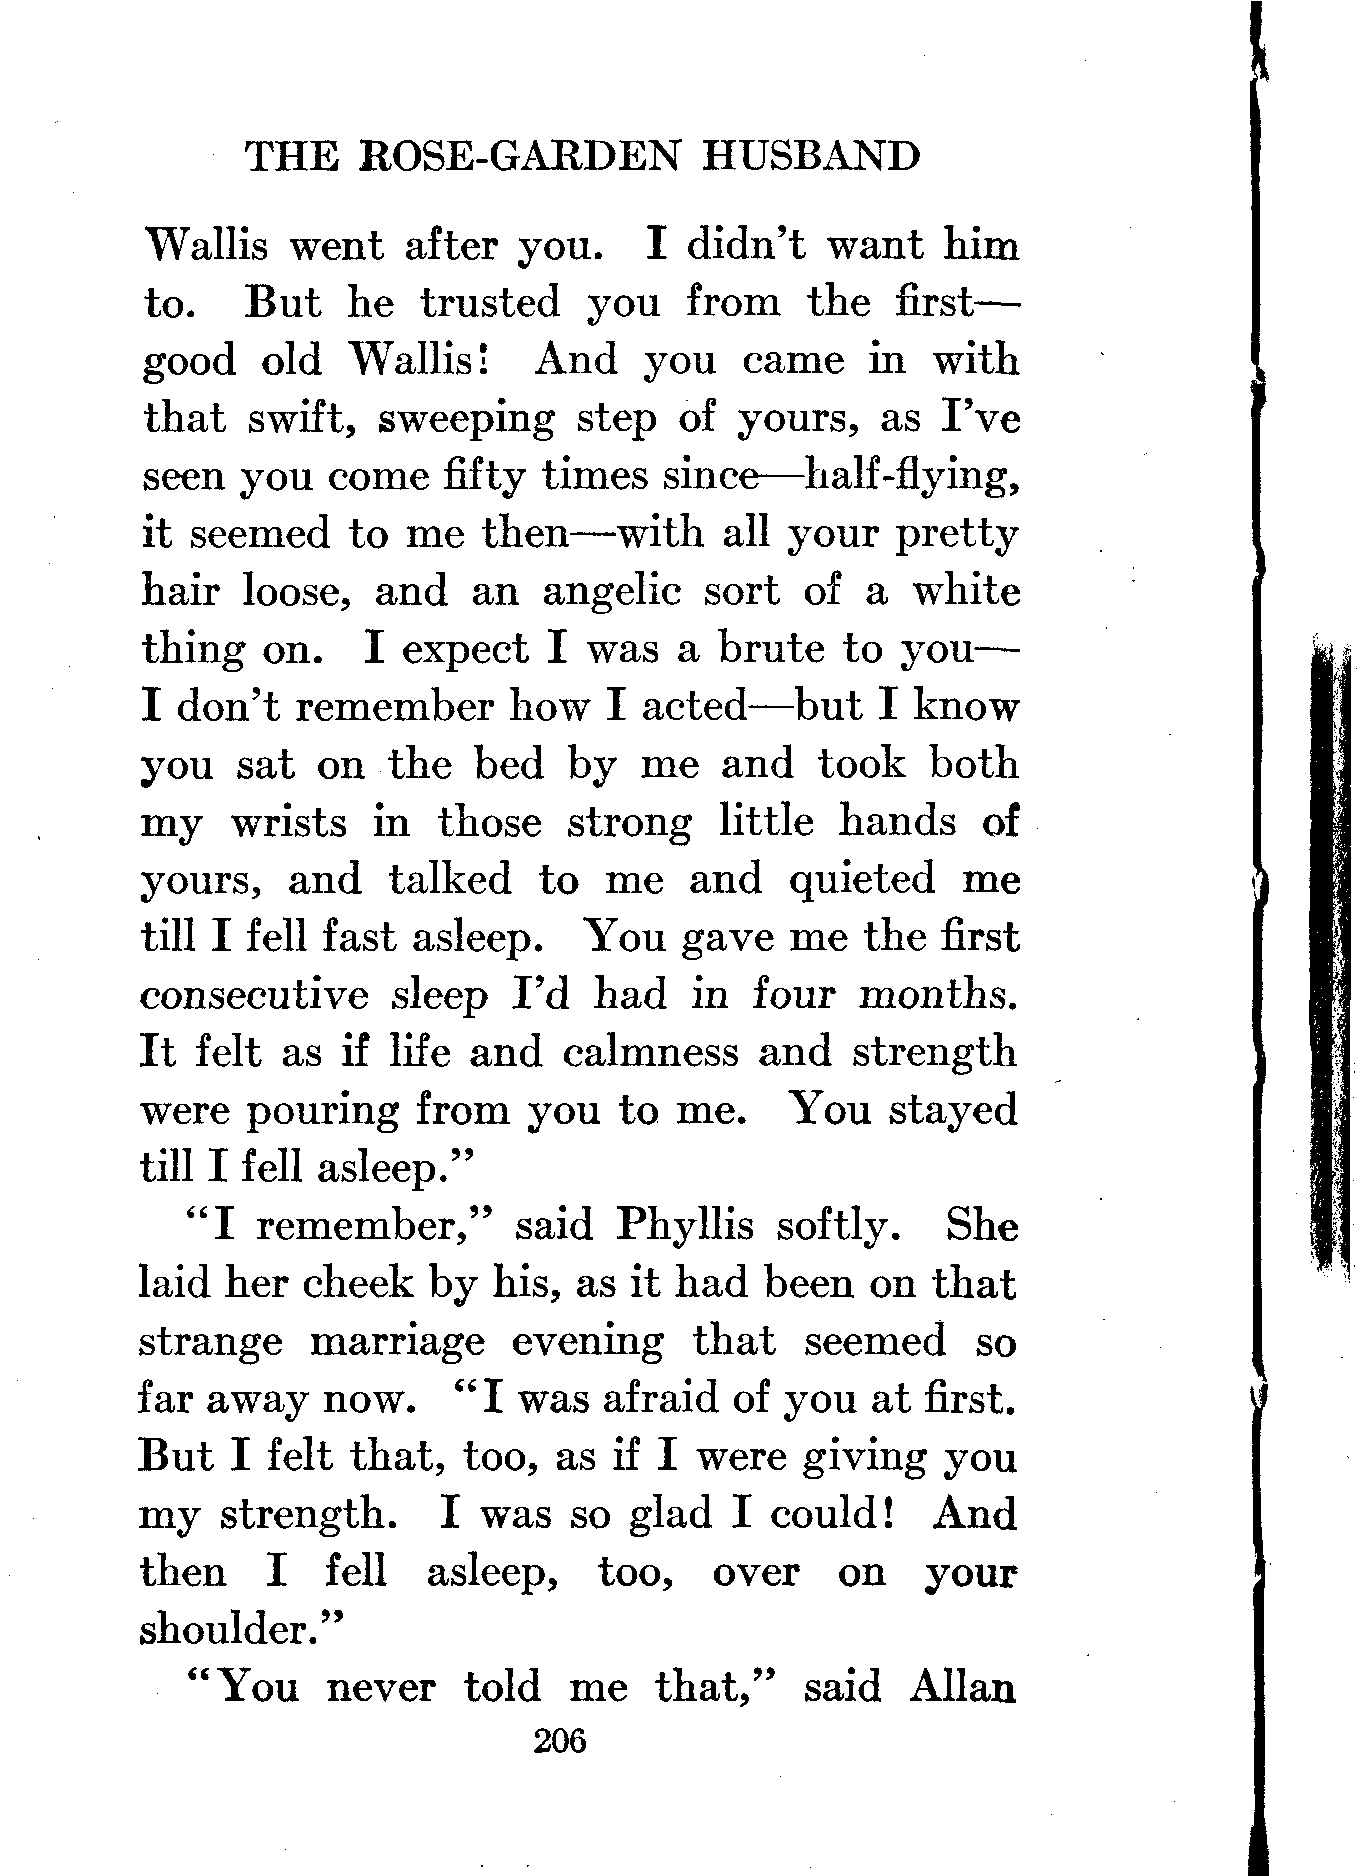 THE ROSE-GARDEN HUSBAND
Wallis went after you. I didn't want him
to. But he trusted you from the first—
good old Wallis! And you came in with
that swift, sweeping step of yours, as I've
seen you come fifty times since—half-flying,
it seemed to me then—with all your pretty
hair loose, and an angelic sort of a white
thing on. I expect I was a brute to you—
I don't remember how I acted—but I know
you sat on the bed by me and took both
my wrists in those strong little hands of
yours, and talked to me and quieted me
till I fell fast asleep. You gave me the first
consecutive sleep I'd had in four months.
It felt as if life and calmness and strength
were pouring from you to me. You stayed
till I fell asleep."
"I remember," said Phyllis softly. She
laid her cheek by his, as it had been on that
strange marriage evening that seemed so
far away now. "I was afraid of you at first.
But I felt that, too, as if I were giving you
my strength. I was so glad I could! And
then I fell asleep, too, over on your
shoulder."
"You never told me that," said Allan
206